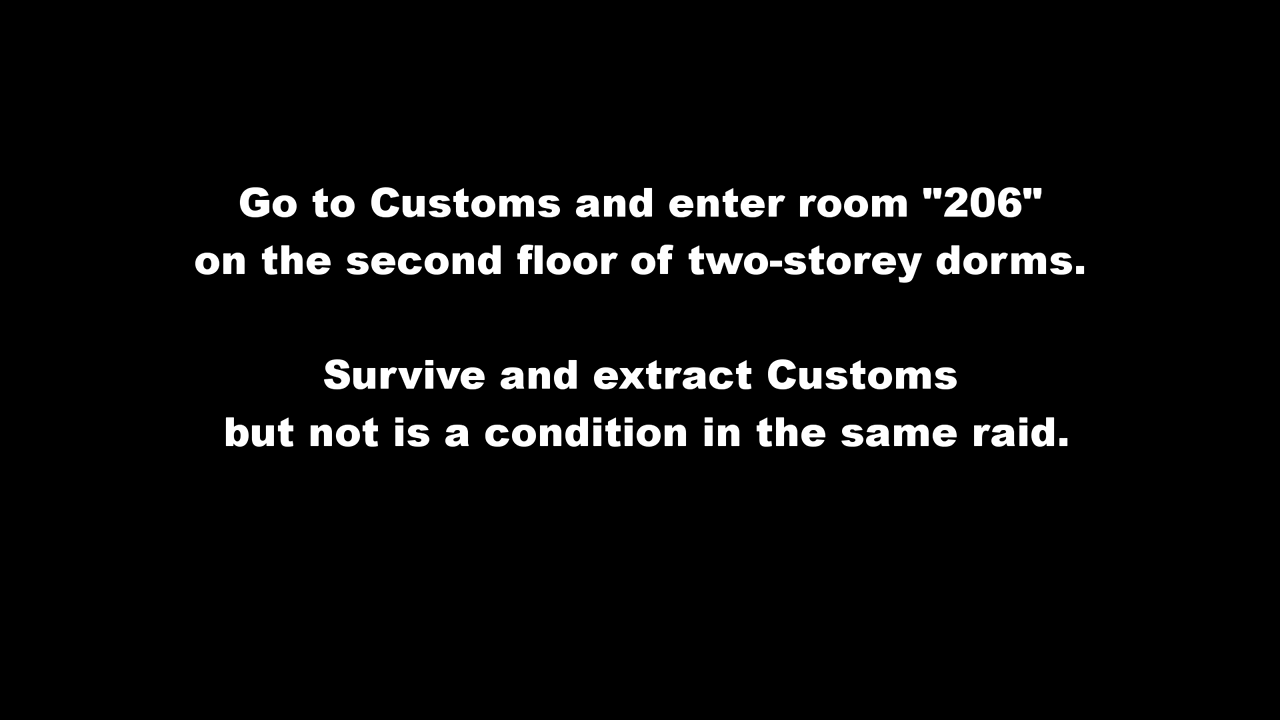 Go to Customs and enter room "206"
on the second floor of two-storey dorms.
Survive and extract Customs
but not is a condition in the same raid.